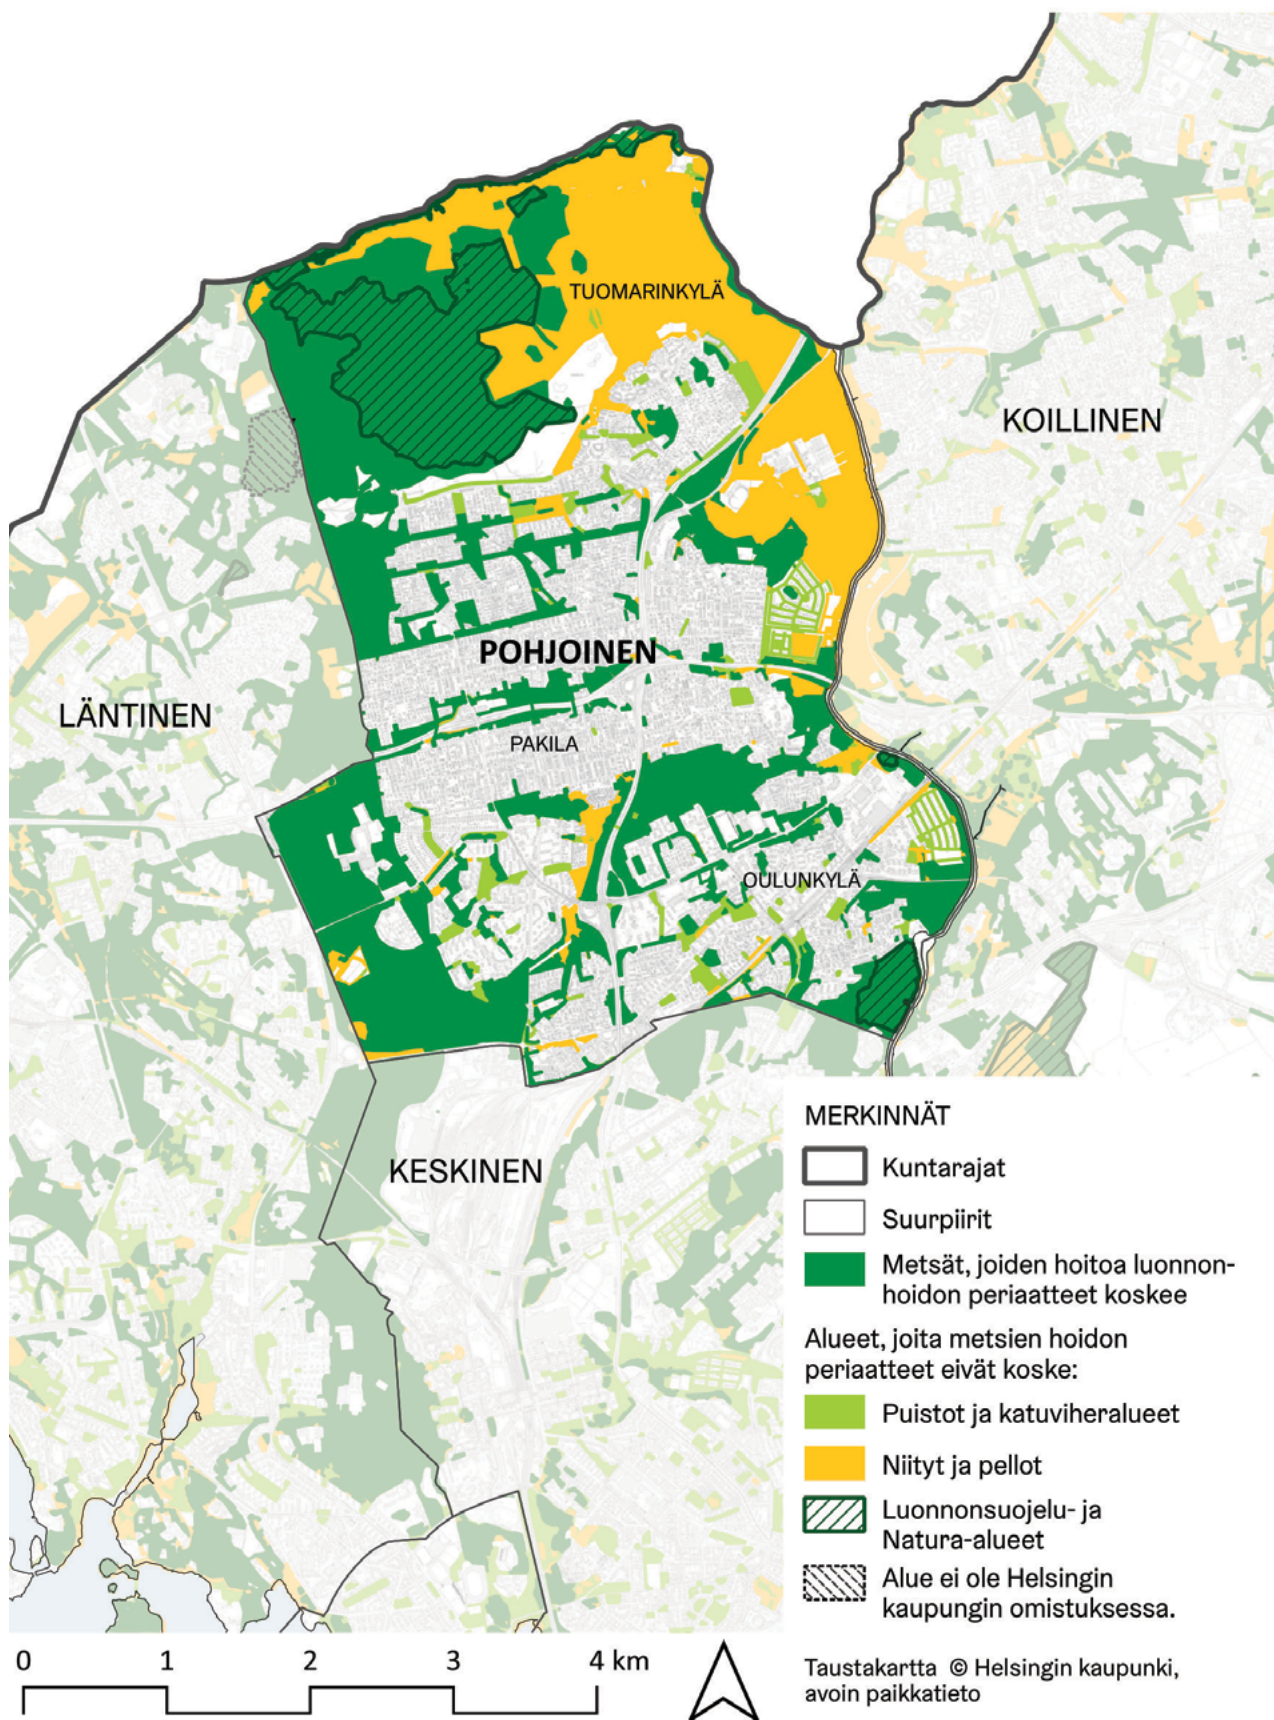 TUOMARINKYLÄ
KOILLINEN
POHJOINEN
LÄNTINEN
PAKILA
OULUNKYLÄ
KESKINEN
MERKINNÄT
Kuntarajat
Suurpiirit
Metsät, joiden hoitoa luonnon-
hoidon periaatteet koskee
Alueet, joita metsien hoidon
periaatteet eivät koske:
Puistot ja katuviheralueet
Niityt ja pellot
Luonnonsuojelu- ja
Natura-alueet
Alue ei ole Helsingin
kaupungin omistuksessa.
0 1 2 3 4 km
Taustakartta © Helsingin kaupunki,
avoin paikkatieto